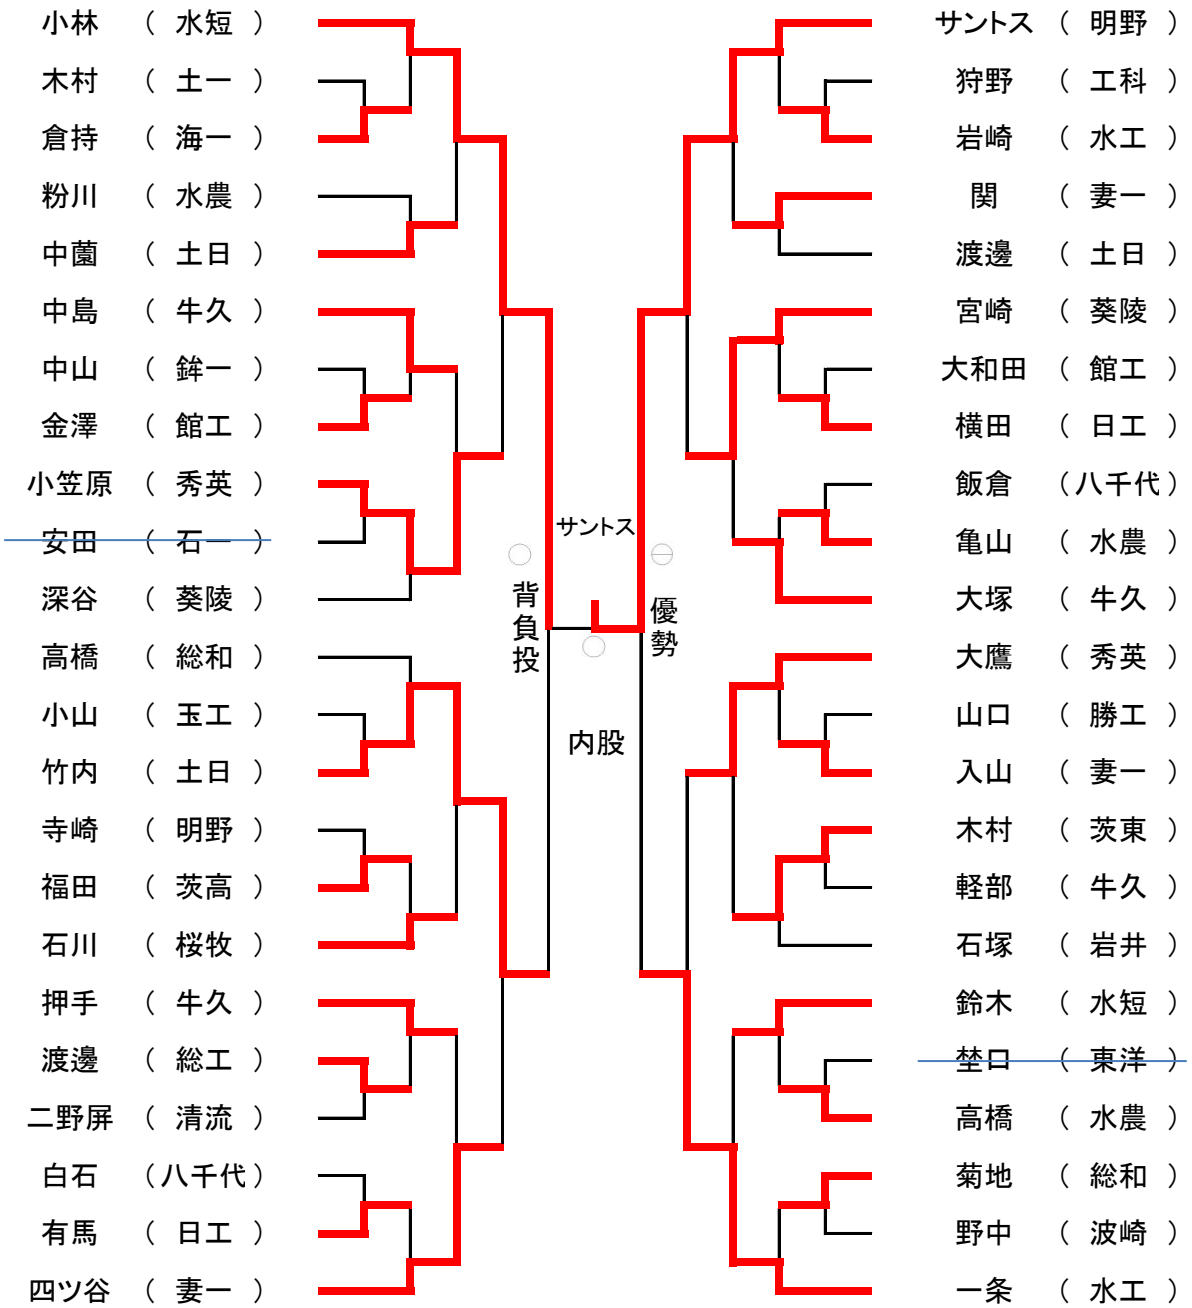 小林 （ 水短 ）
木村 （ 土一 ）
倉持 （ 海一 ）
粉川 （ 水農 ）
中薗 （ 土日 ）
中島 （ 牛久 ）
中山 （ 鉾一 ）
金澤 （ 館工 ）
小笠原 （ 秀英 ）
安田 （ 石一 ）
深谷 （ 葵陵 ）
高橋 （ 総和 ）
小山 （ 玉工 ）
竹内 （ 土日 ）
寺崎 （ 明野 ）
福田 （ 茨高 ）
石川 （ 桜牧 ）
押手 （ 牛久 ）
渡邊 （ 総工 ）
二野屏 （ 清流 ）
白石 （八千代）
有馬 （ 日工 ）
四ツ谷 （ 妻一 ）
サントス
背負投
優勢
内股
サントス （ 明野 ）
狩野 （ 工科 ）
岩崎 （ 水工 ）
関 （ 妻一 ）
渡邊 （ 土日 ）
宮崎 （ 葵陵 ）
大和田 （ 館工 ）
横田 （ 日工 ）
飯倉 （八千代）
亀山 （ 水農 ）
大塚 （ 牛久 ）
大鷹 （ 秀英 ）
山口 （ 勝工 ）
入山 （ 妻一 ）
木村 （ 茨東 ）
軽部 （ 牛久 ）
石塚 （ 岩井 ）
鈴木 （ 水短 ）
埜口 （ 東洋 ）
高橋 （ 水農 ）
菊地 （ 総和 ）
野中 （ 波崎 ）
一条 （ 水工 ）